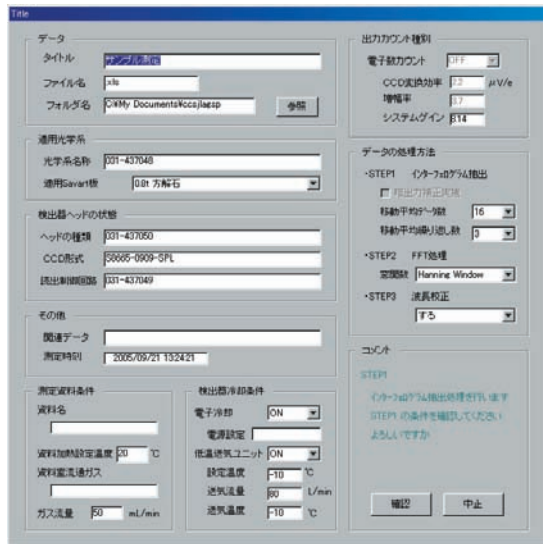 Title
データ
タイトル サンプル測定
ファイル名 .xls
フォルダ名 C:¥My Documents¥ccs¥lagsp 参照
適用光学系
光学系名称 031-437048
適用Savart板 0.8t 方解石
検出器ヘッドの状態
ヘッドの種類 031-437050
CCD形式 S8665-0909-SPL
読出制御回路 031-437049
その他
関連データ
測定時刻 2005/09/21 13:24:21
測定資料条件
資料名
資料加熱設定温度 20 ℃
資料室流通ガス
ガス流量 50 mL/min
検出器冷却条件
電子冷却 ON
電源設定
低温送気ユニット ON
設定温度 -10 ℃
送気流量 80 L/min
送気温度 -10 ℃
出力カウント種別
電子数カウント OFF
CCD変換効率 2.2 μV/e
増幅率 3.7
システムゲイン 8.14
データの処理方法
・STEP1 インターフェログラム抽出
移動平均データ数 16
移動平均繰り返し数 3
・STEP2 FFT処理
窓関数 Hanning Window
・STEP3 波長校正
する
コメント
STEP1
インターフェログラム抽出処理を行います
STEP1 の条件を確認してください
よろしいですか
確認 中止